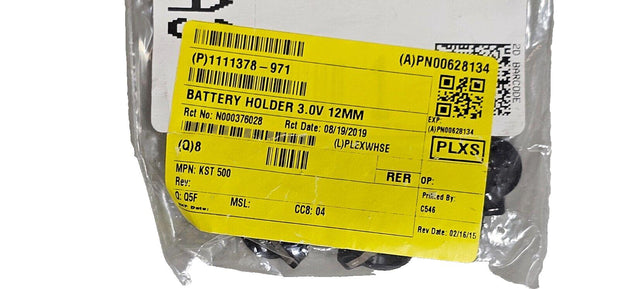 2D BARCODE
(P)1111378-971
(A)PN00628134
BATTERY HOLDER 3.0V 12MM
EXP:
(A)PN00628134
Rct No: N000376028 Rct Date: 08/19/2019
(L)PLEXWHSE
PLXS
(Q)8
MPN: KST 500
RER
OP:
Rev:
Printed By:
Q: Q5F
MSL:
CC8: 04
C546
Rev Date: 02/16/15